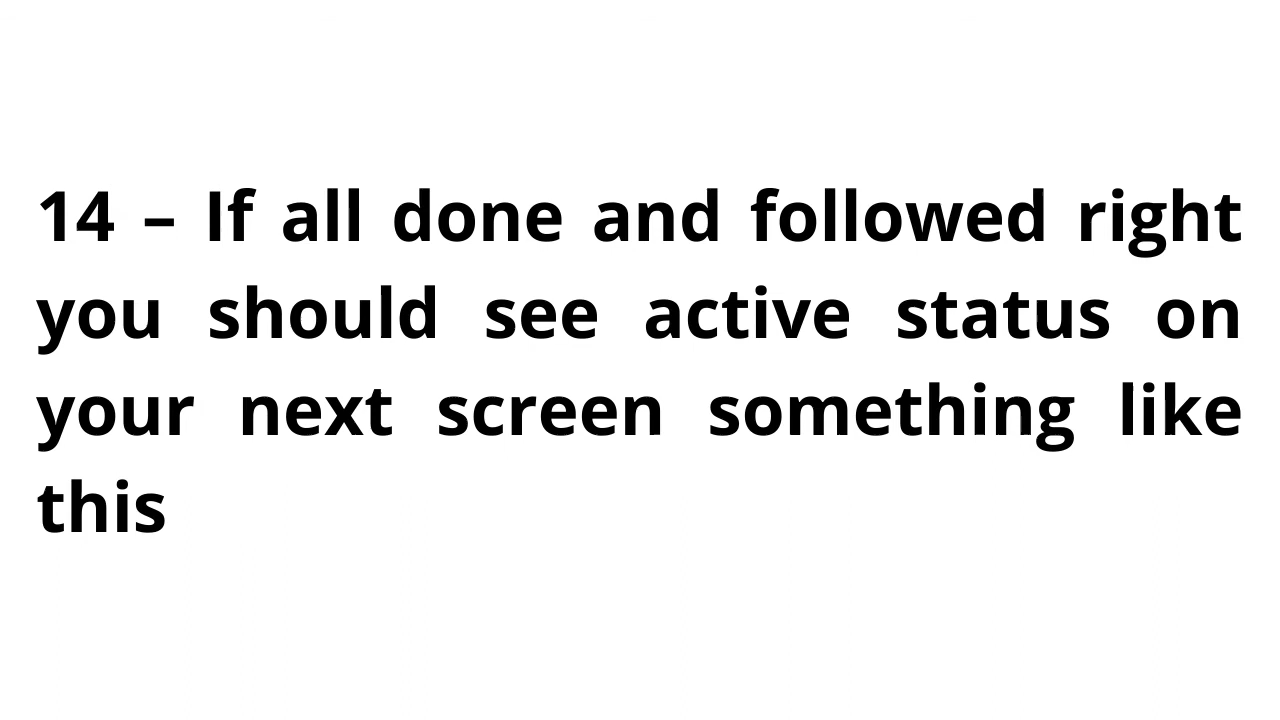 14 – If all done and followed right
you should see active status on
your next screen something like
this